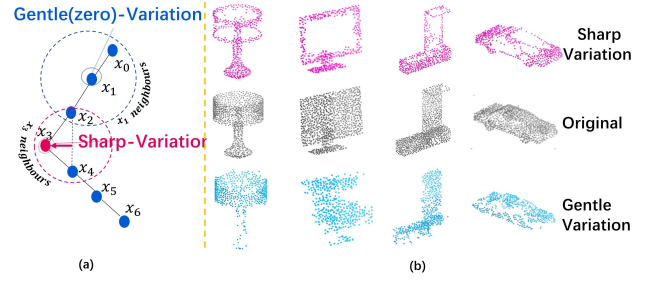 Gentle(zero)-Variation
x0
x1
x1 neighbours
x2
x3
Sharp-Variation
x3 neighbours
x4
x5
x6
(a)
Sharp
Variation
Original
Gentle
Variation
(b)